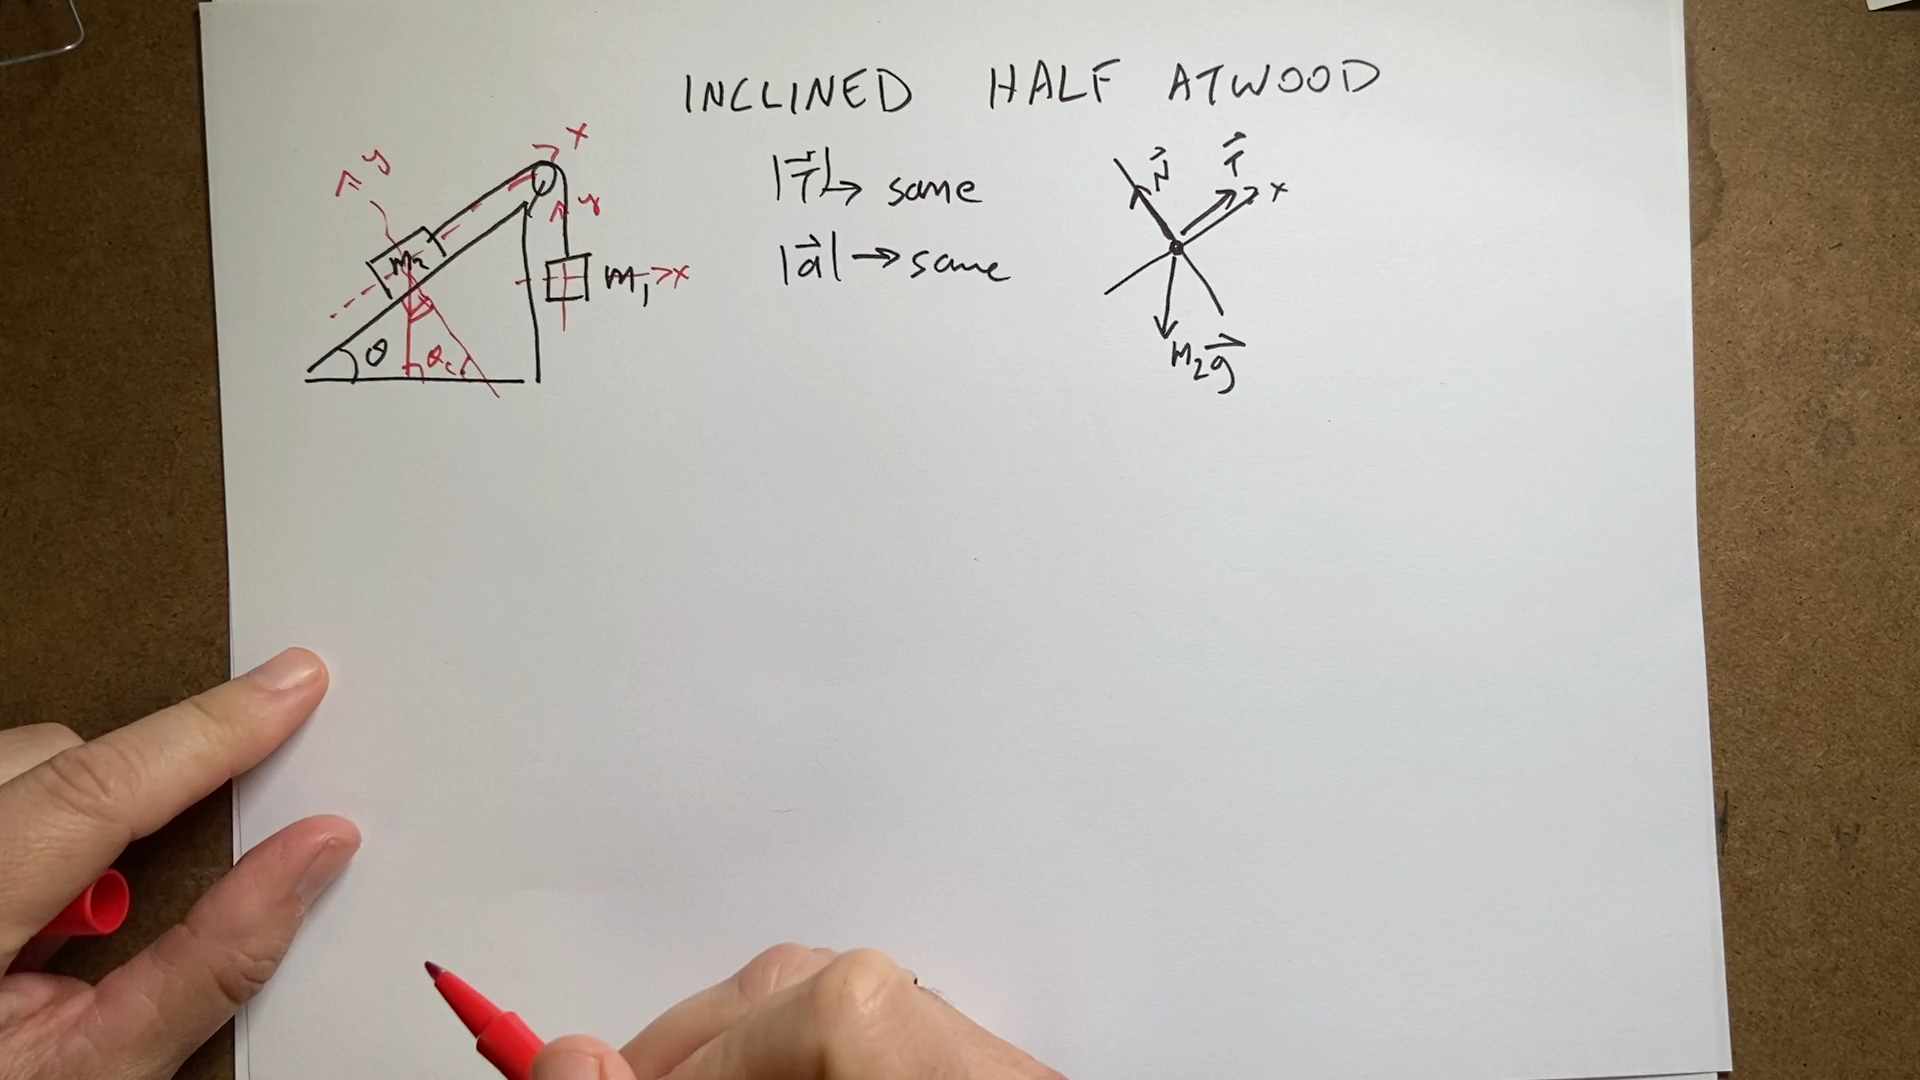 INCLINED HALF ATWOOD
x
y
y
m₂
m₁ x
θ
|T⃗| → same
|a⃗| → same
N⃗
T⃗
x
m₂g⃗